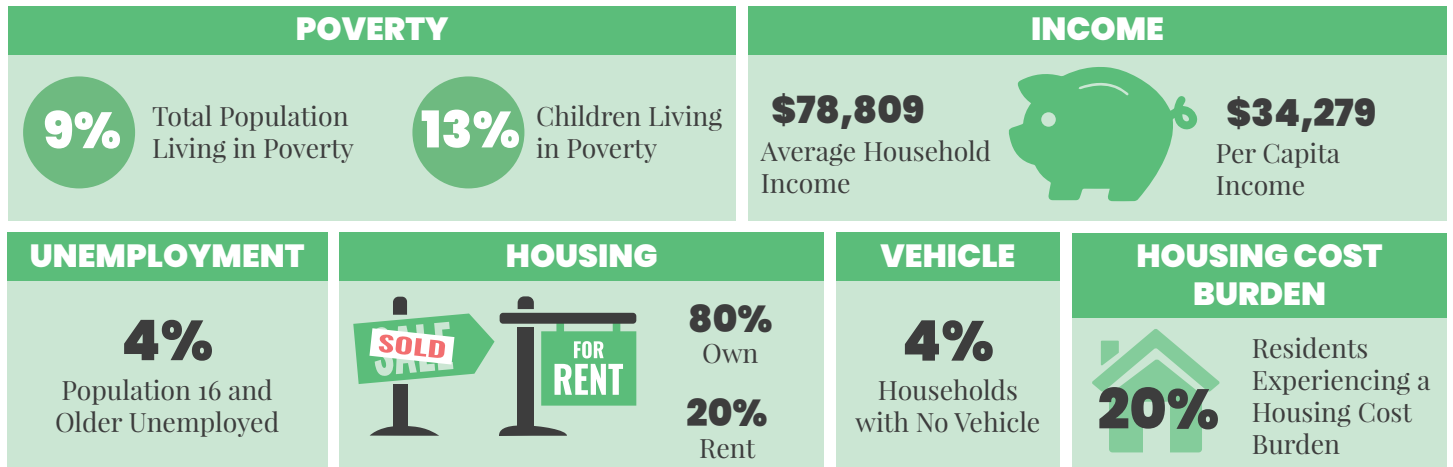 POVERTY
9%
Total Population
Living in Poverty
13%
Children Living
in Poverty
INCOME
$78,809
Average Household
Income
$34,279
Per Capita
Income
UNEMPLOYMENT
4%
Population 16 and
Older Unemployed
HOUSING
SALE
SOLD
FOR
RENT
80%
Own
20%
Rent
VEHICLE
4%
Households
with No Vehicle
HOUSING COST
BURDEN
20%
Residents
Experiencing a
Housing Cost
Burden